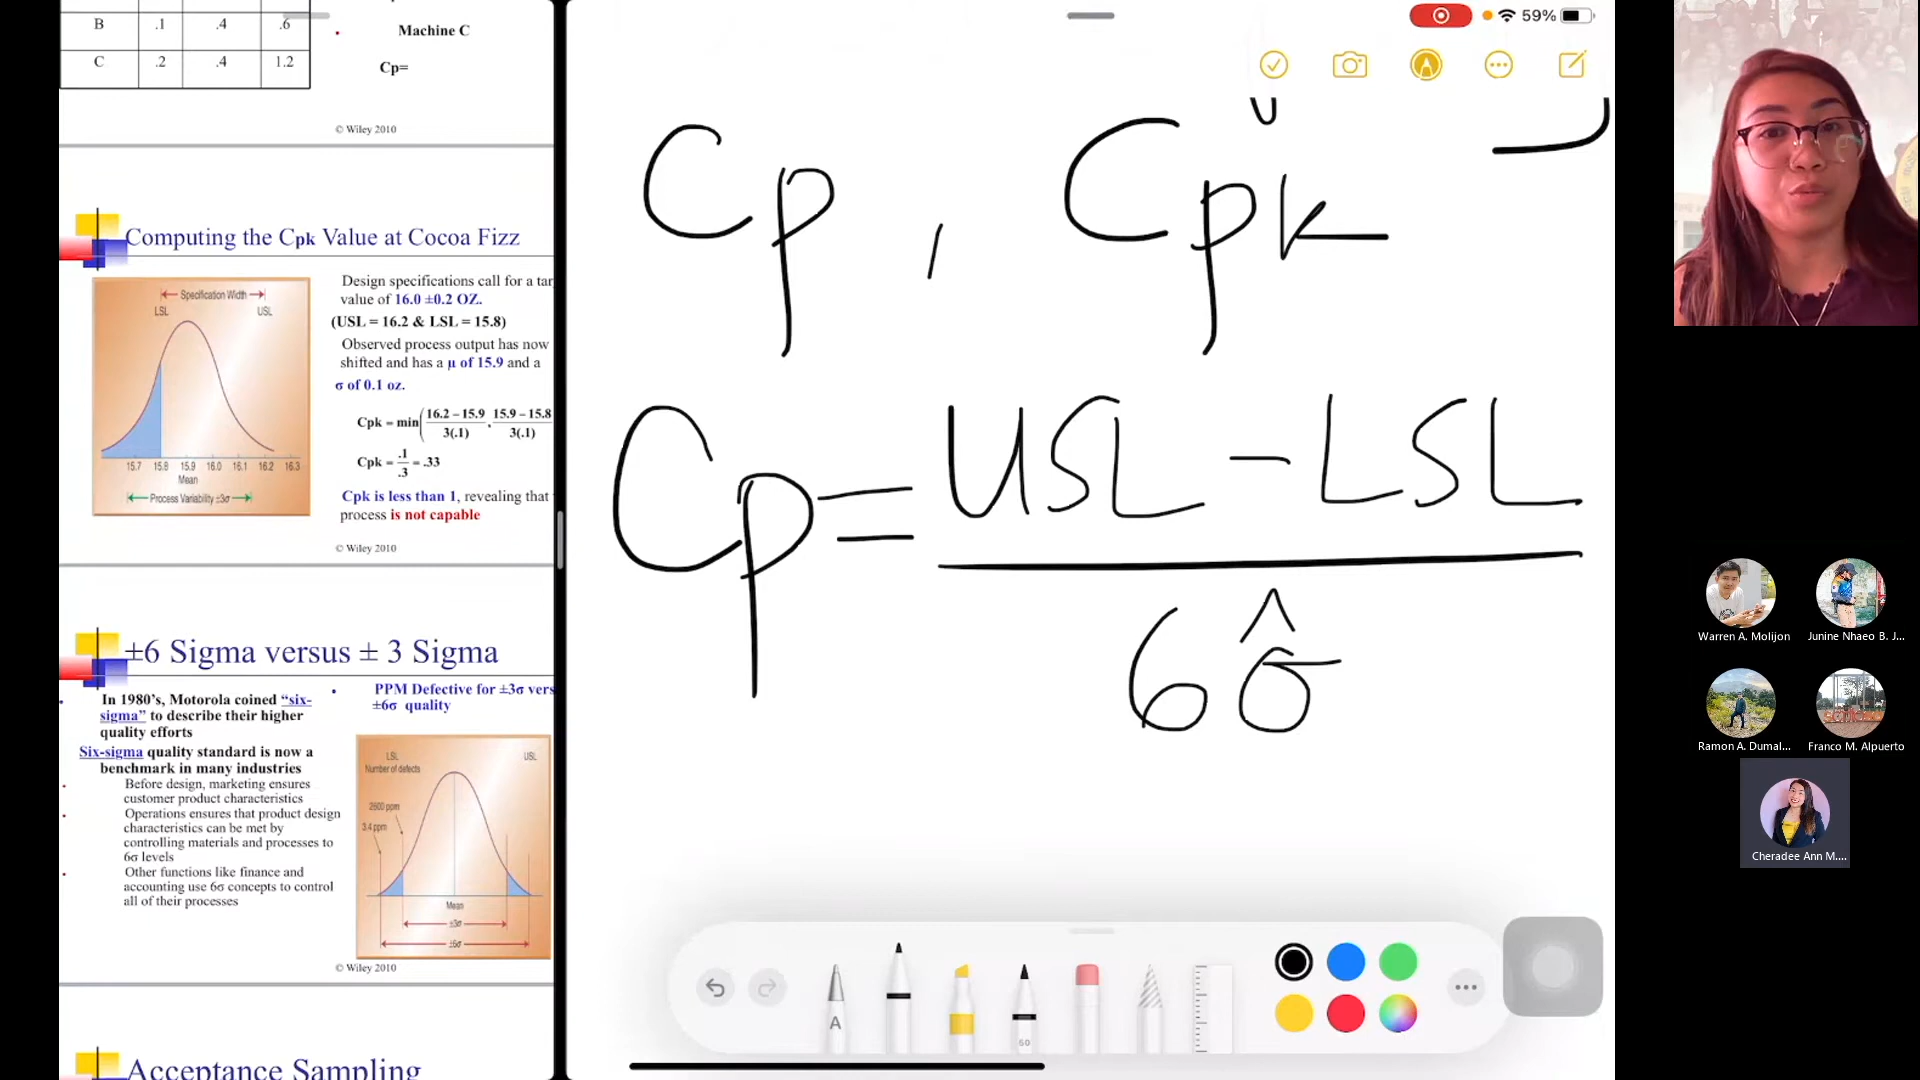 B .1 .4 .6
C .2 .4 1.2
Machine C
Cp=
© Wiley 2010
Computing the Cpk Value at Cocoa Fizz
Specification Width
LSL USL
15.7 15.8 15.9 16.0 16.1 16.2 16.3
Mean
Process Variability ±3σ
Design specifications call for a tar
value of 16.0 ±0.2 OZ.
(USL = 16.2 & LSL = 15.8)
Observed process output has now
shifted and has a µ of 15.9 and a
σ of 0.1 oz.
Cpk = min( 16.2 – 15.9 , 15.9 – 15.8
3(.1) 3(.1)
Cpk = .1 = .33
.3
Cpk is less than 1, revealing that
process is not capable
© Wiley 2010
±6 Sigma versus ± 3 Sigma
In 1980’s, Motorola coined “six-
sigma” to describe their higher
quality efforts
Six-sigma quality standard is now a
benchmark in many industries
Before design, marketing ensures
customer product characteristics
Operations ensures that product design
characteristics can be met by
controlling materials and processes to
6σ levels
Other functions like finance and
accounting use 6σ concepts to control
all of their processes
PPM Defective for ±3σ vers
±6σ quality
LSL USL
Number of defects
2600 ppm
3.4 ppm
Mean
±3σ
±6σ
© Wiley 2010
Acceptance Sampling
59%
Cp , Cpk
Cp = USL - LSL
6σ̂
A
50
Warren A. Molijon
Junine Nhaeo B. J...
Ramon A. Dumal...
Franco M. Alpuerto
Cheradee Ann M....